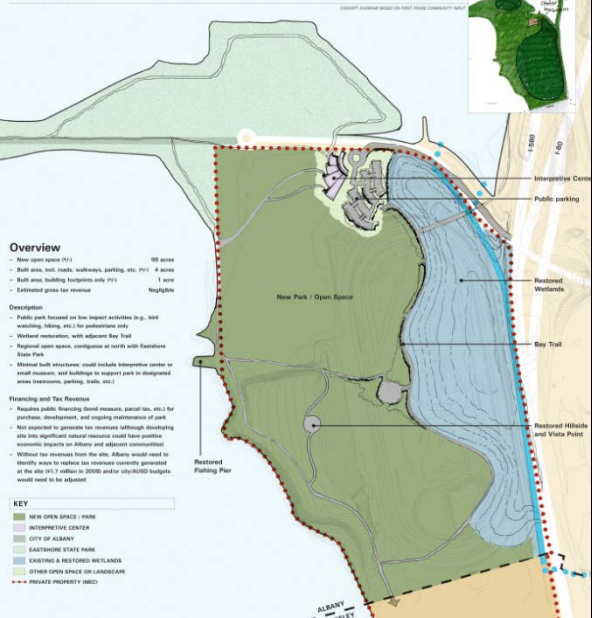 CONCEPT DIAGRAM BASED ON FIRST PHASE COMMUNITY INPUT
I-580
I-80
Interpretive Cente
Public parking
Overview
– New open space (+/-) 98 acres
– Built area, incl. roads, walkways, parking, etc. (+/-) 4 acres
– Built area, building footprints only (+/-) 1 acre
– Estimated gross tax revenue Negligible
Description
– Public park focused on low impact activities (e.g., bird
watching, hiking, etc.) for pedestrians only
– Wetland restoration, with adjacent Bay Trail
– Regional open space, contiguous at north with Eastshore
State Park
– Minimal built structures: could include interpretive center or
small museum, and buildings to support park in designated
areas (restrooms, parking, trails, etc.)
Financing and Tax Revenue
– Requires public financing (bond measure, parcel tax, etc.) for
purchase, development, and ongoing maintenance of park
– Not expected to generate tax revenues (although developing
site into significant natural resource could have positive
economic impacts on Albany and adjacent communities)
– Without tax revenues from the site, Albany would need to
identify ways to replace tax revenues currently generated
at the site ($1.7 million in 2008) and/or city/AUSD budgets
would need to be adjusted
New Park / Open Space
Restored
Wetlands
Bay Trail
Restored Hillside
and Vista Point
Restored
Fishing Pier
KEY
NEW OPEN SPACE / PARK
INTERPRETIVE CENTER
CITY OF ALBANY
EASTSHORE STATE PARK
EXISTING & RESTORED WETLANDS
OTHER OPEN SPACE OR LANDSCAPE
PRIVATE PROPERTY (MEC)
ALBANY